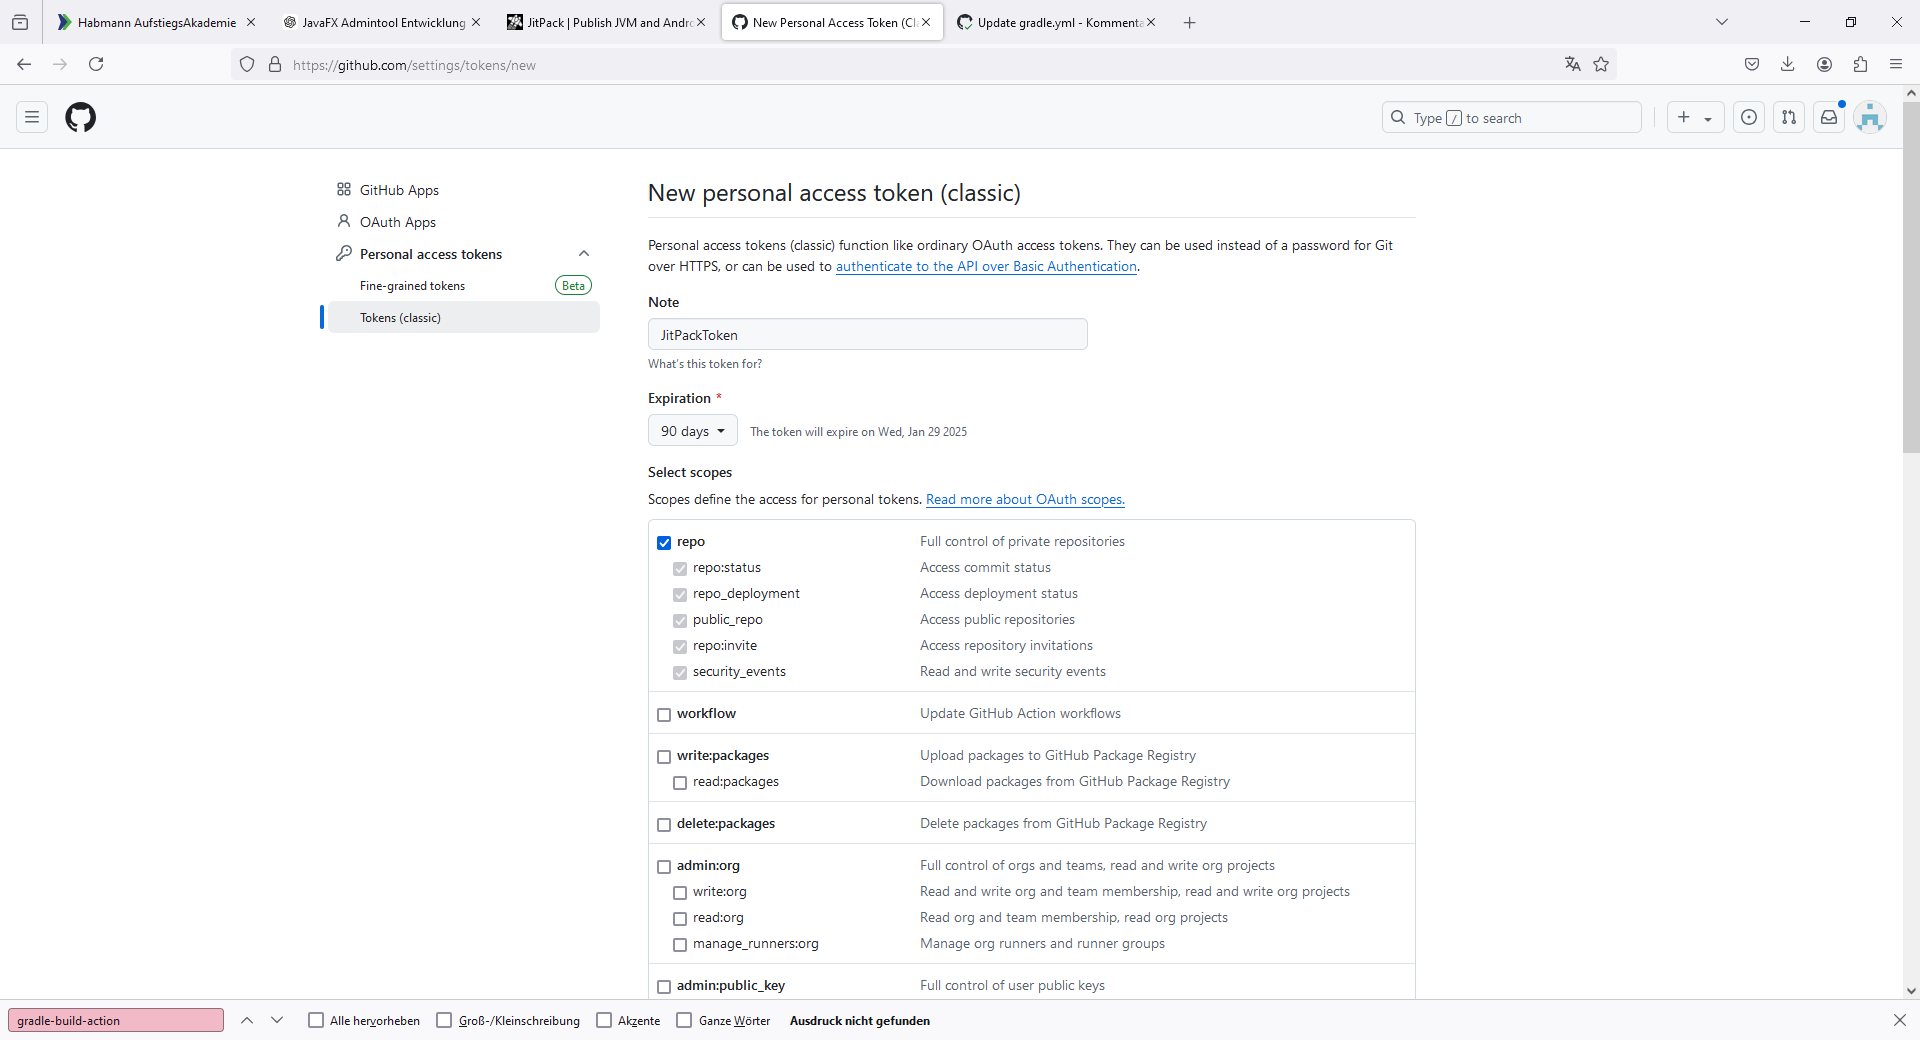 Habmann AufstiegsAkademie
JavaFX Admintool Entwicklung
JitPack | Publish JVM and Andr
New Personal Access Token (Cl
Update gradle.yml - Kommenta
https://github.com/settings/tokens/new
Type / to search
GitHub Apps
OAuth Apps
Personal access tokens
Fine-grained tokens
Beta
Tokens (classic)
New personal access token (classic)
Personal access tokens (classic) function like ordinary OAuth access tokens. They can be used instead of a password for Git
over HTTPS, or can be used to authenticate to the API over Basic Authentication.
Note
JitPackToken
What's this token for?
Expiration *
90 days
The token will expire on Wed, Jan 29 2025
Select scopes
Scopes define the access for personal tokens. Read more about OAuth scopes.
repo Full control of private repositories
repo:status Access commit status
repo_deployment Access deployment status
public_repo Access public repositories
repo:invite Access repository invitations
security_events Read and write security events
workflow Update GitHub Action workflows
write:packages Upload packages to GitHub Package Registry
read:packages Download packages from GitHub Package Registry
delete:packages Delete packages from GitHub Package Registry
admin:org Full control of orgs and teams, read and write org projects
write:org Read and write org and team membership, read and write org projects
read:org Read org and team membership, read org projects
manage_runners:org Manage org runners and runner groups
admin:public_key Full control of user public keys
gradle-build-action
Alle hervorheben
Groß-/Kleinschreibung
Akzente
Ganze Wörter
Ausdruck nicht gefunden